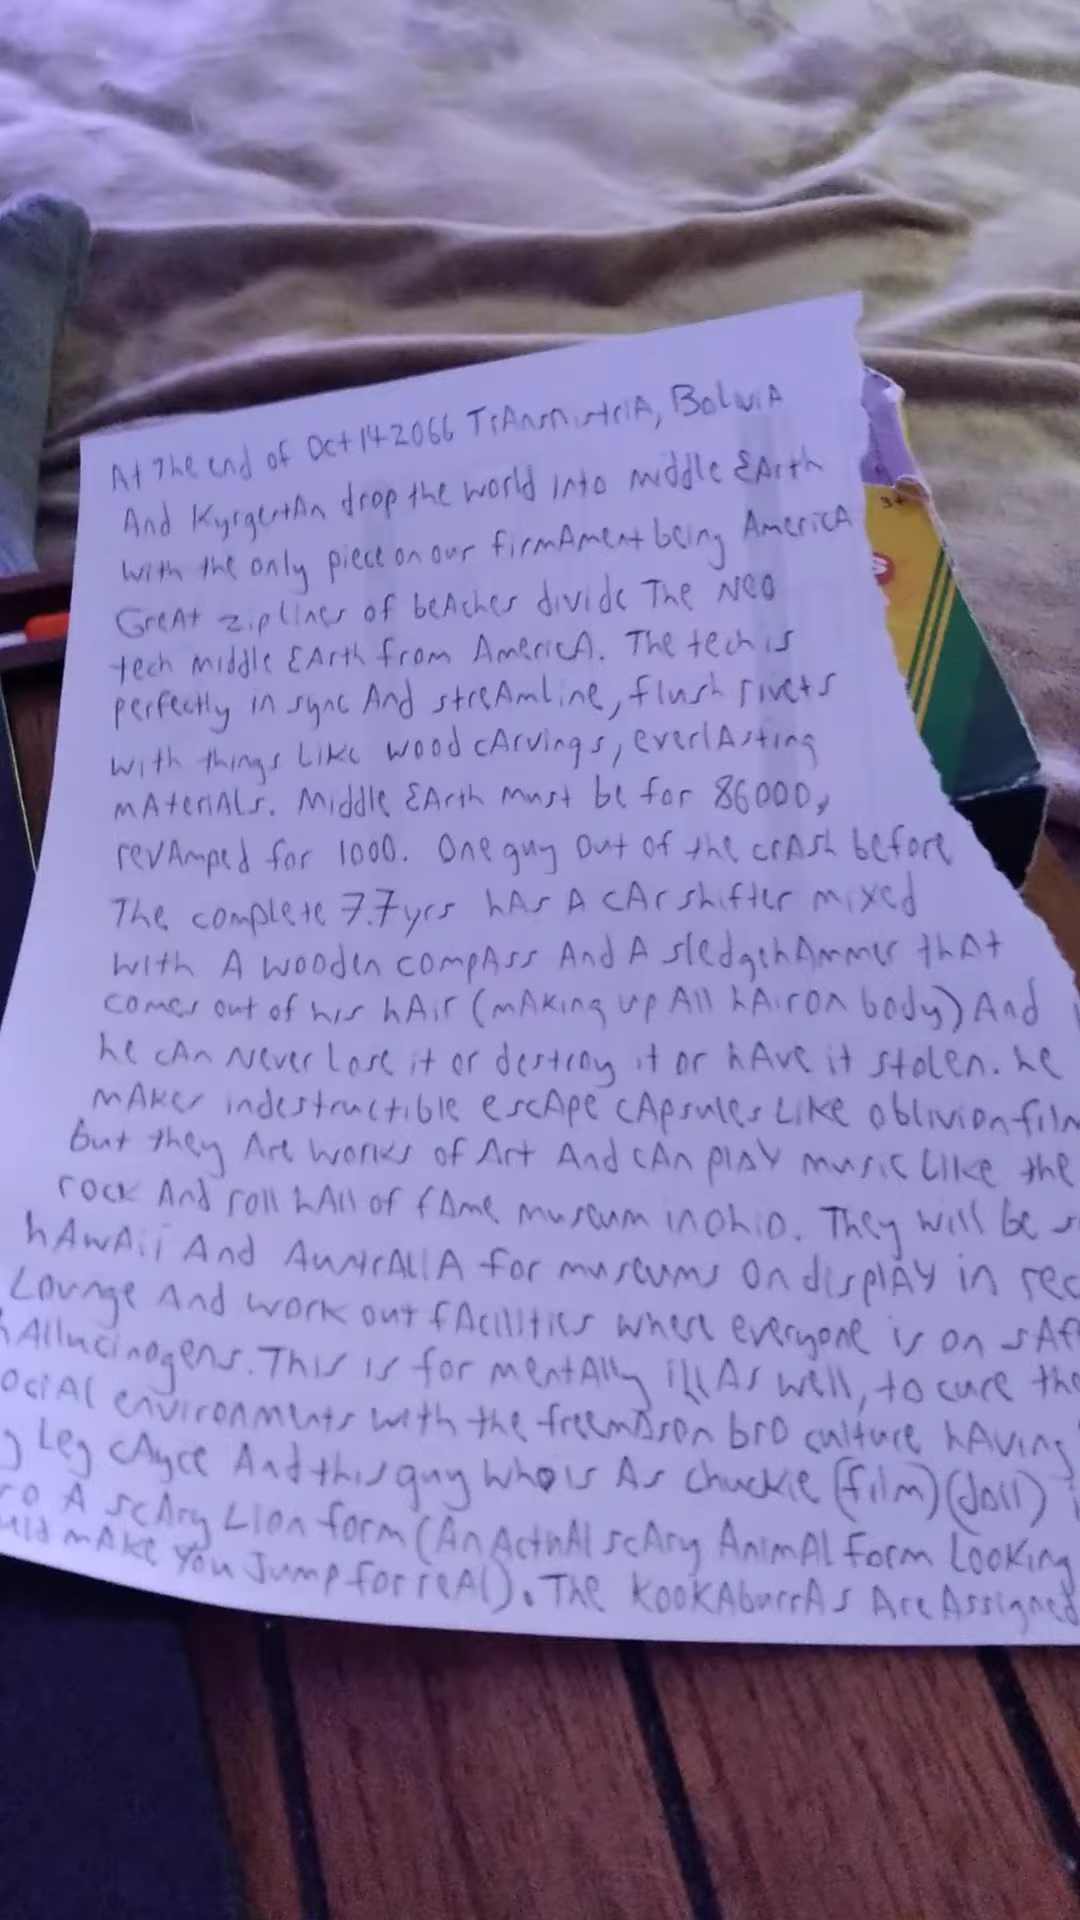 At The end of Oct 14 2066 TrAnsnistriA, BoliviA
And KyrgestAn drop the world into middle EArth
with the only piece on our firmAment being AmericA
GreAt ziplines of beAches divide The Neo
tech middle EArth from AmericA. The tech is
perfectly in sync And streAmline, flush rivets
with things Like wood cArvings, everlAsting
mAteriALs. Middle EArth must be for 86000,
revAmped for 1000. One guy out of the crAsh before
The complete 7.7yrs hAs A cAr shifter mixed
with A wooden compAss And A sledgehAmmer thAt
comes out of his hAir (mAking up All hAir on body) And
he cAn Never Lose it or destroy it or hAve it stolen. he
mAkes indestructible escApe cApsules Like oblivion film
but they Are works of Art And cAn plAy music Like the
rock And roll hAll of fAme museum in Ohio. They will be
hAwAii And AustrAliA for museums On displAy in
Lounge And work out fAcilities where everyone is on
hAllucinogens. This is for mentAlly ill As well, to cure
environments with the freemAson bro culture hAving
Leg cAyce And this guy who is As chuckie (film) (doll)
A scAry Lion form (An ActuAl scAry AnimAl form Looking
mAke You Jump for reAl). The kookAburrAs Are Assigned
3+